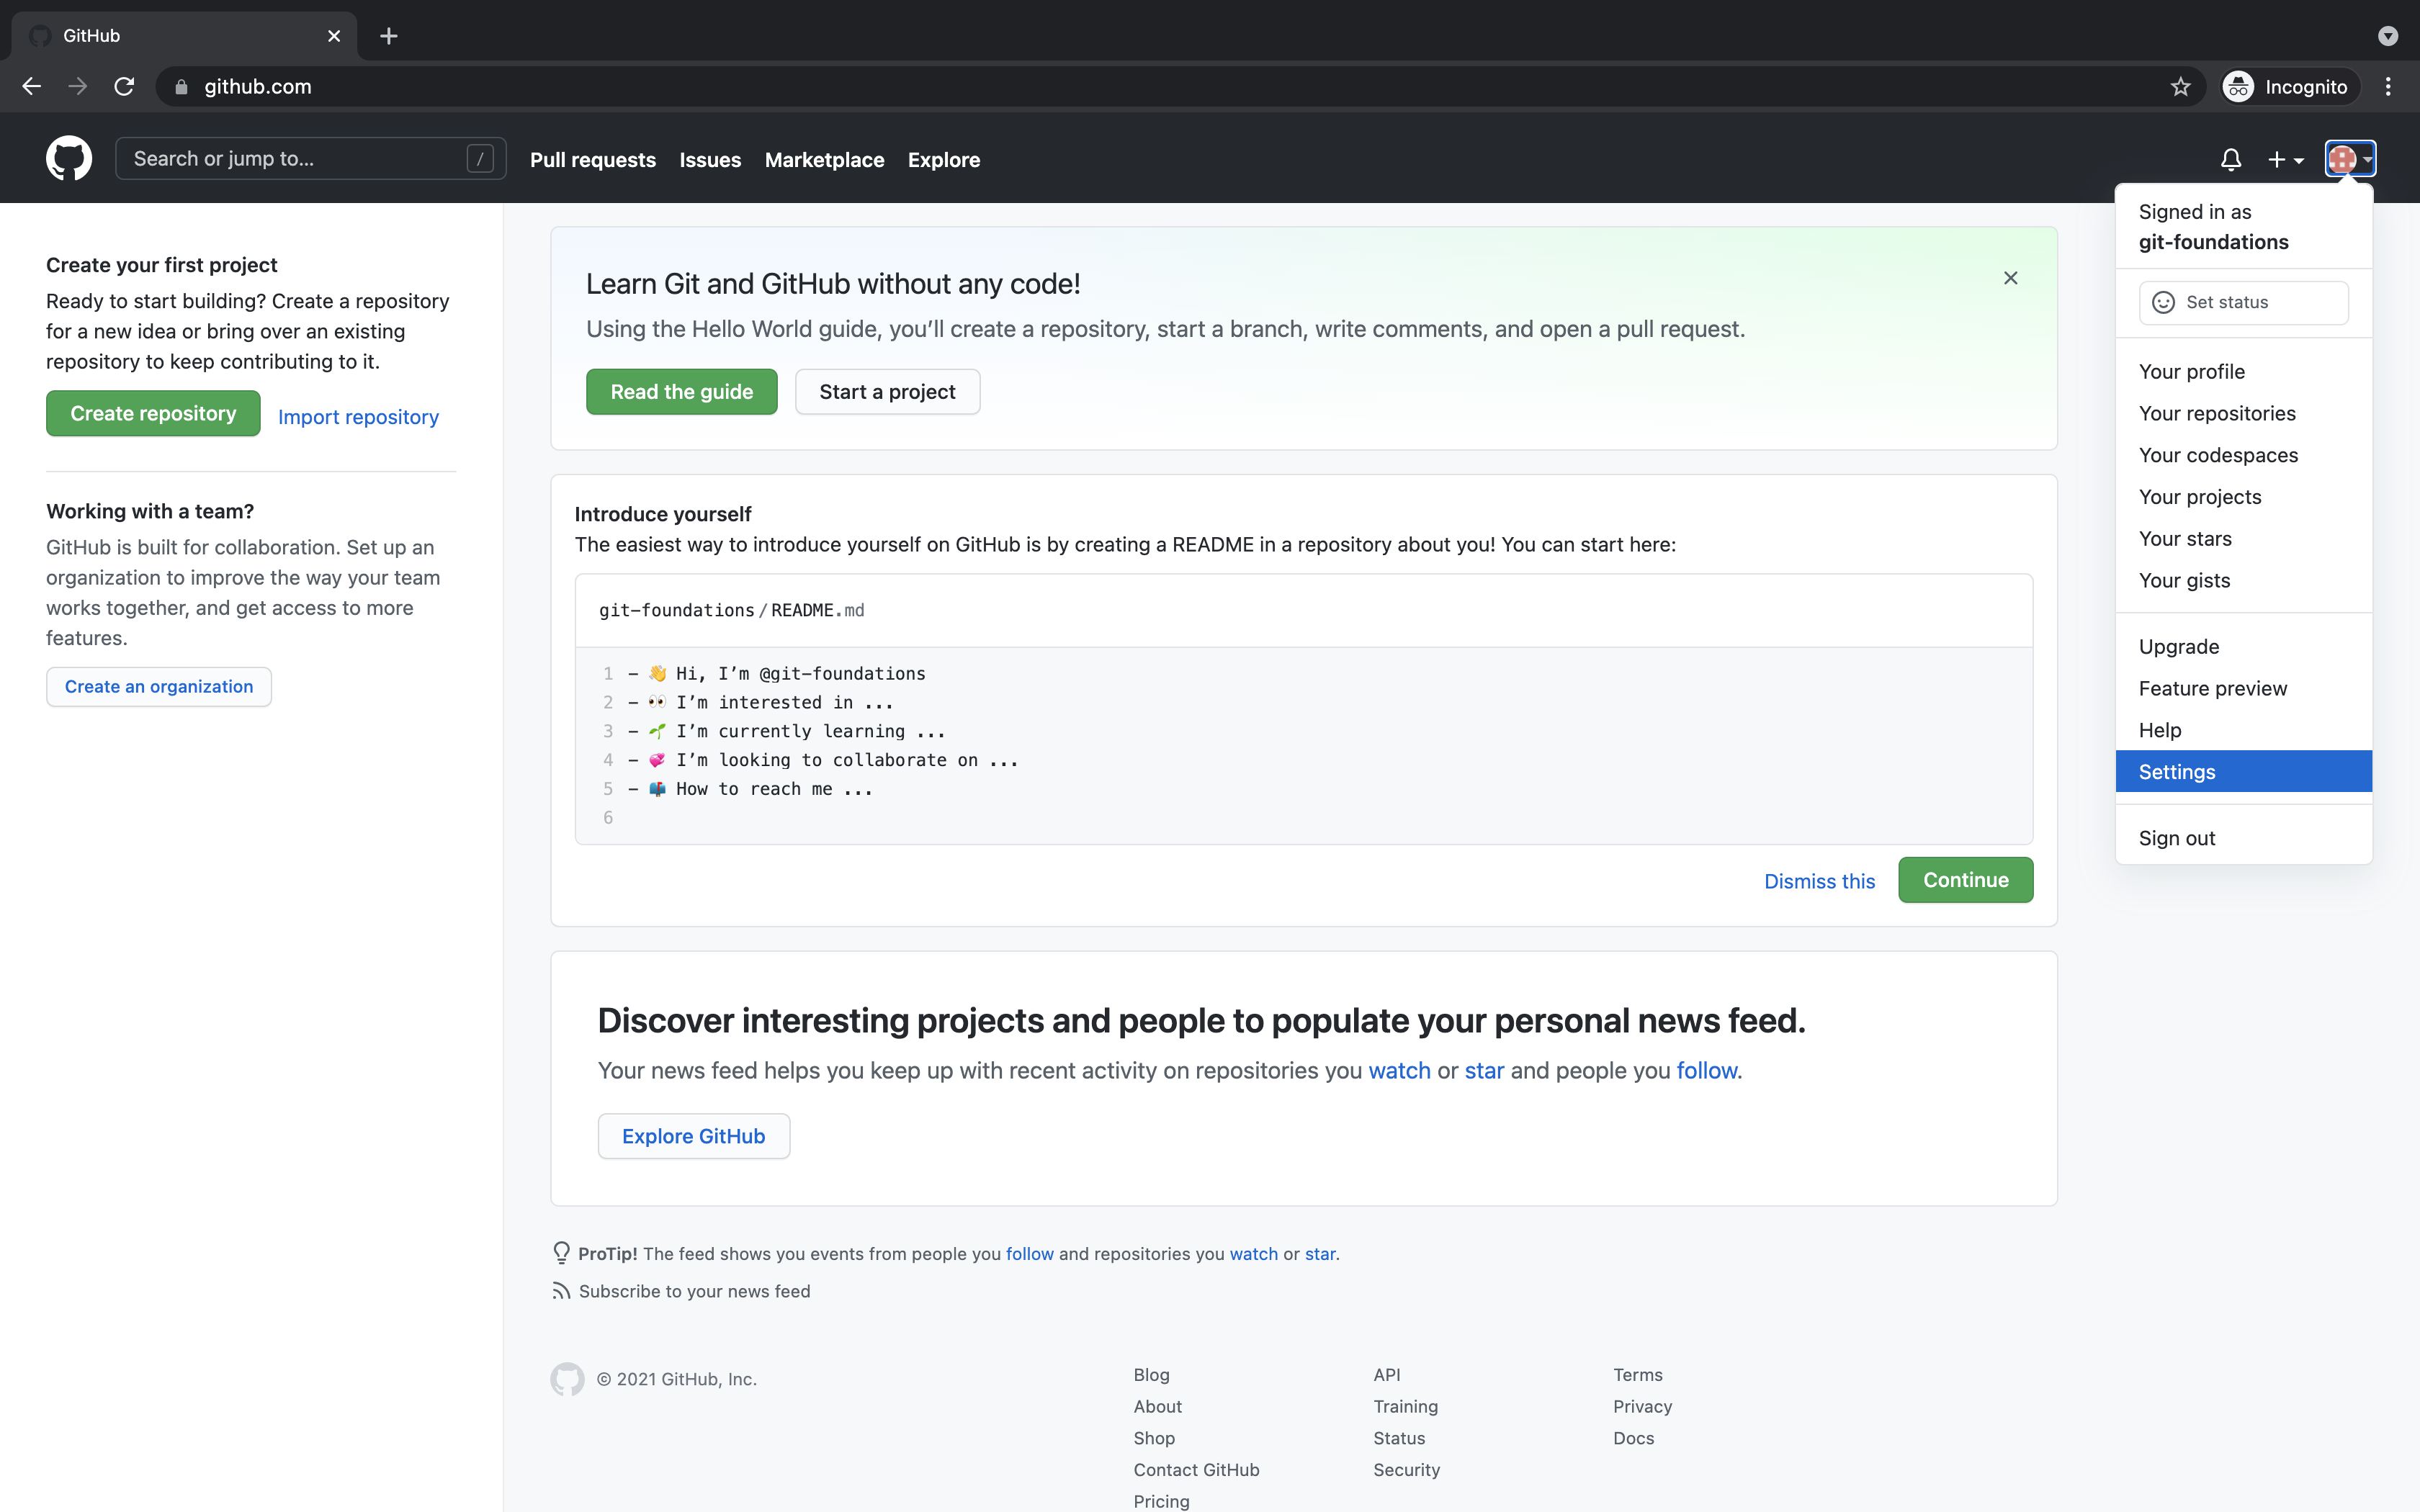 GitHub
github.com
Incognito
Search or jump to...
/
Pull requests
Issues
Marketplace
Explore
Signed in as
git-foundations
Set status
Your profile
Your repositories
Your codespaces
Your projects
Your stars
Your gists
Upgrade
Feature preview
Help
Settings
Sign out
Create your first project
Ready to start building? Create a repository
for a new idea or bring over an existing
repository to keep contributing to it.
Create repository
Import repository
Working with a team?
GitHub is built for collaboration. Set up an
organization to improve the way your team
works together, and get access to more
features.
Create an organization
Learn Git and GitHub without any code!
Using the Hello World guide, you’ll create a repository, start a branch, write comments, and open a pull request.
Read the guide
Start a project
Introduce yourself
The easiest way to introduce yourself on GitHub is by creating a README in a repository about you! You can start here:
git-foundations / README.md
1 - 👋 Hi, I’m @git-foundations
2 - 👀 I’m interested in ...
3 - 🌱 I’m currently learning ...
4 - 💞️ I’m looking to collaborate on ...
5 - 📫 How to reach me ...
6
Dismiss this
Continue
Discover interesting projects and people to populate your personal news feed.
Your news feed helps you keep up with recent activity on repositories you watch or star and people you follow.
Explore GitHub
ProTip! The feed shows you events from people you follow and repositories you watch or star.
Subscribe to your news feed
© 2021 GitHub, Inc.
Blog
About
Shop
Contact GitHub
Pricing
API
Training
Status
Security
Terms
Privacy
Docs